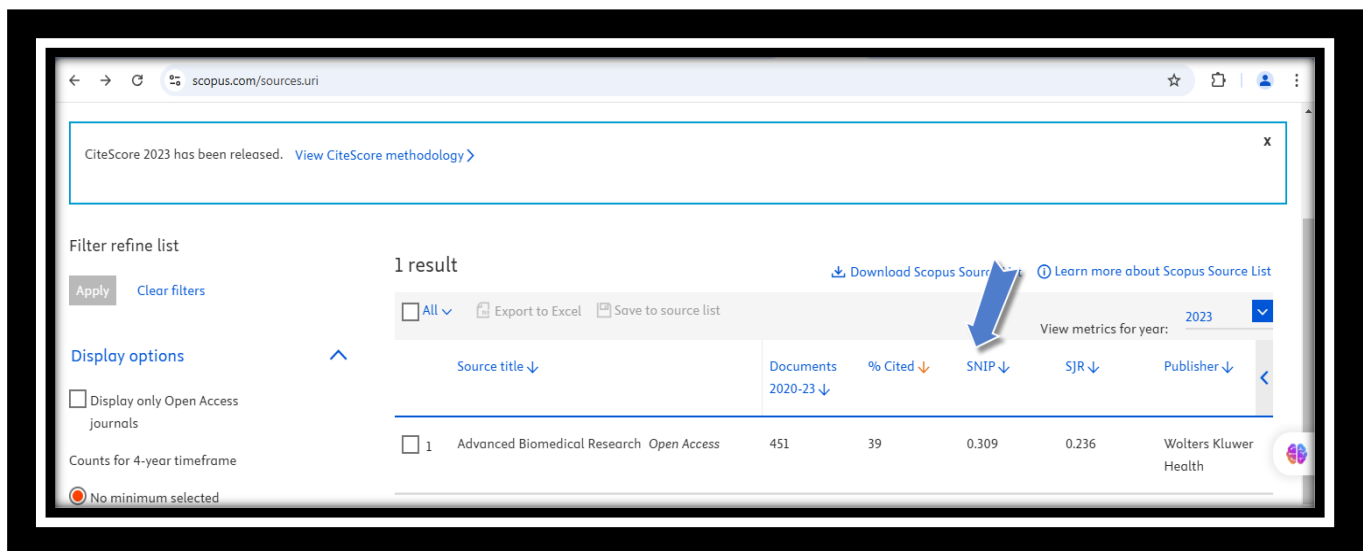 scopus.com/sources.uri
CiteScore 2023 has been released. View CiteScore methodology
x
Filter refine list
Apply Clear filters
Display options
Display only Open Access
journals
Counts for 4-year timeframe
No minimum selected
1 result
Download Scopus Source Learn more about Scopus Source List
All Export to Excel Save to source list
View metrics for year: 2023
Source title Documents % Cited SNIP SJR Publisher
2020-23
1 Advanced Biomedical Research Open Access 451 39 0.309 0.236 Wolters Kluwer
Health